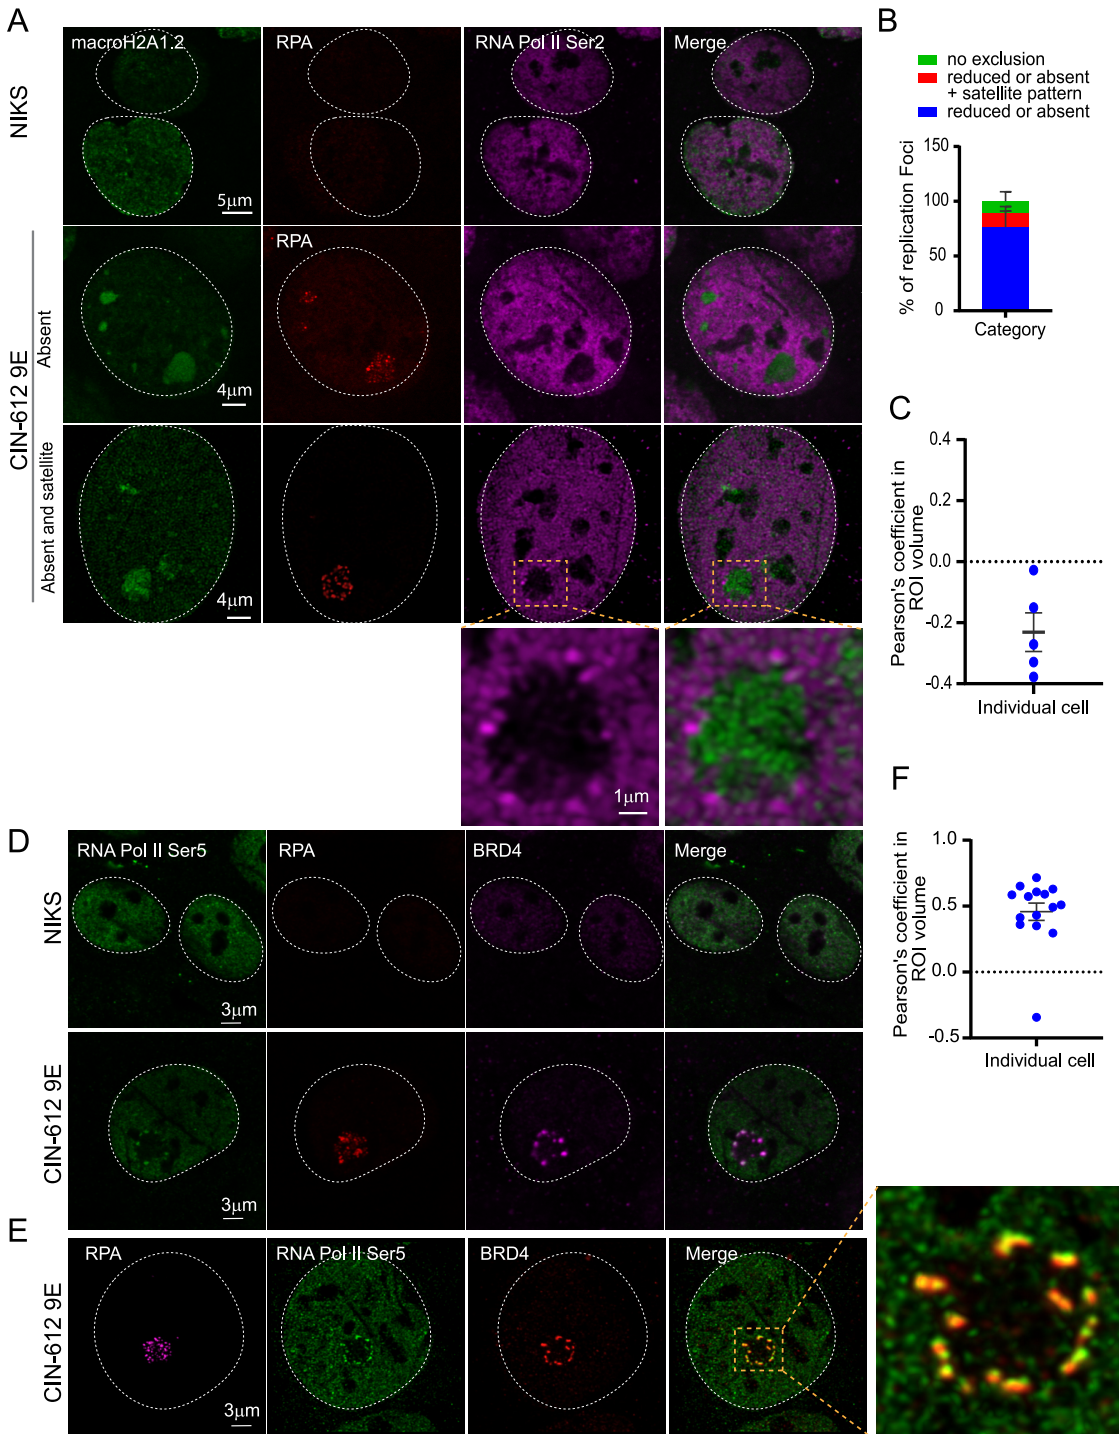 A
macroH2A1.2
RPA
RNA Pol II Ser2
Merge
NIKS
5μm
CIN-612 9E
Absent
RPA
4μm
Absent and satellite
4μm
1μm
B
no exclusion
reduced or absent
+ satellite pattern
reduced or absent
% of replication Foci
150
100
50
0
Category
C
Pearson's coefficient in
ROI volume
0.4
0.2
0.0
-0.2
-0.4
Individual cell
D
RNA Pol II Ser5
RPA
BRD4
Merge
NIKS
3μm
CIN-612 9E
3μm
E
RPA
RNA Pol II Ser5
BRD4
Merge
CIN-612 9E
3μm
F
Pearson's coefficient in
ROI volume
1.0
0.5
0.0
-0.5
Individual cell